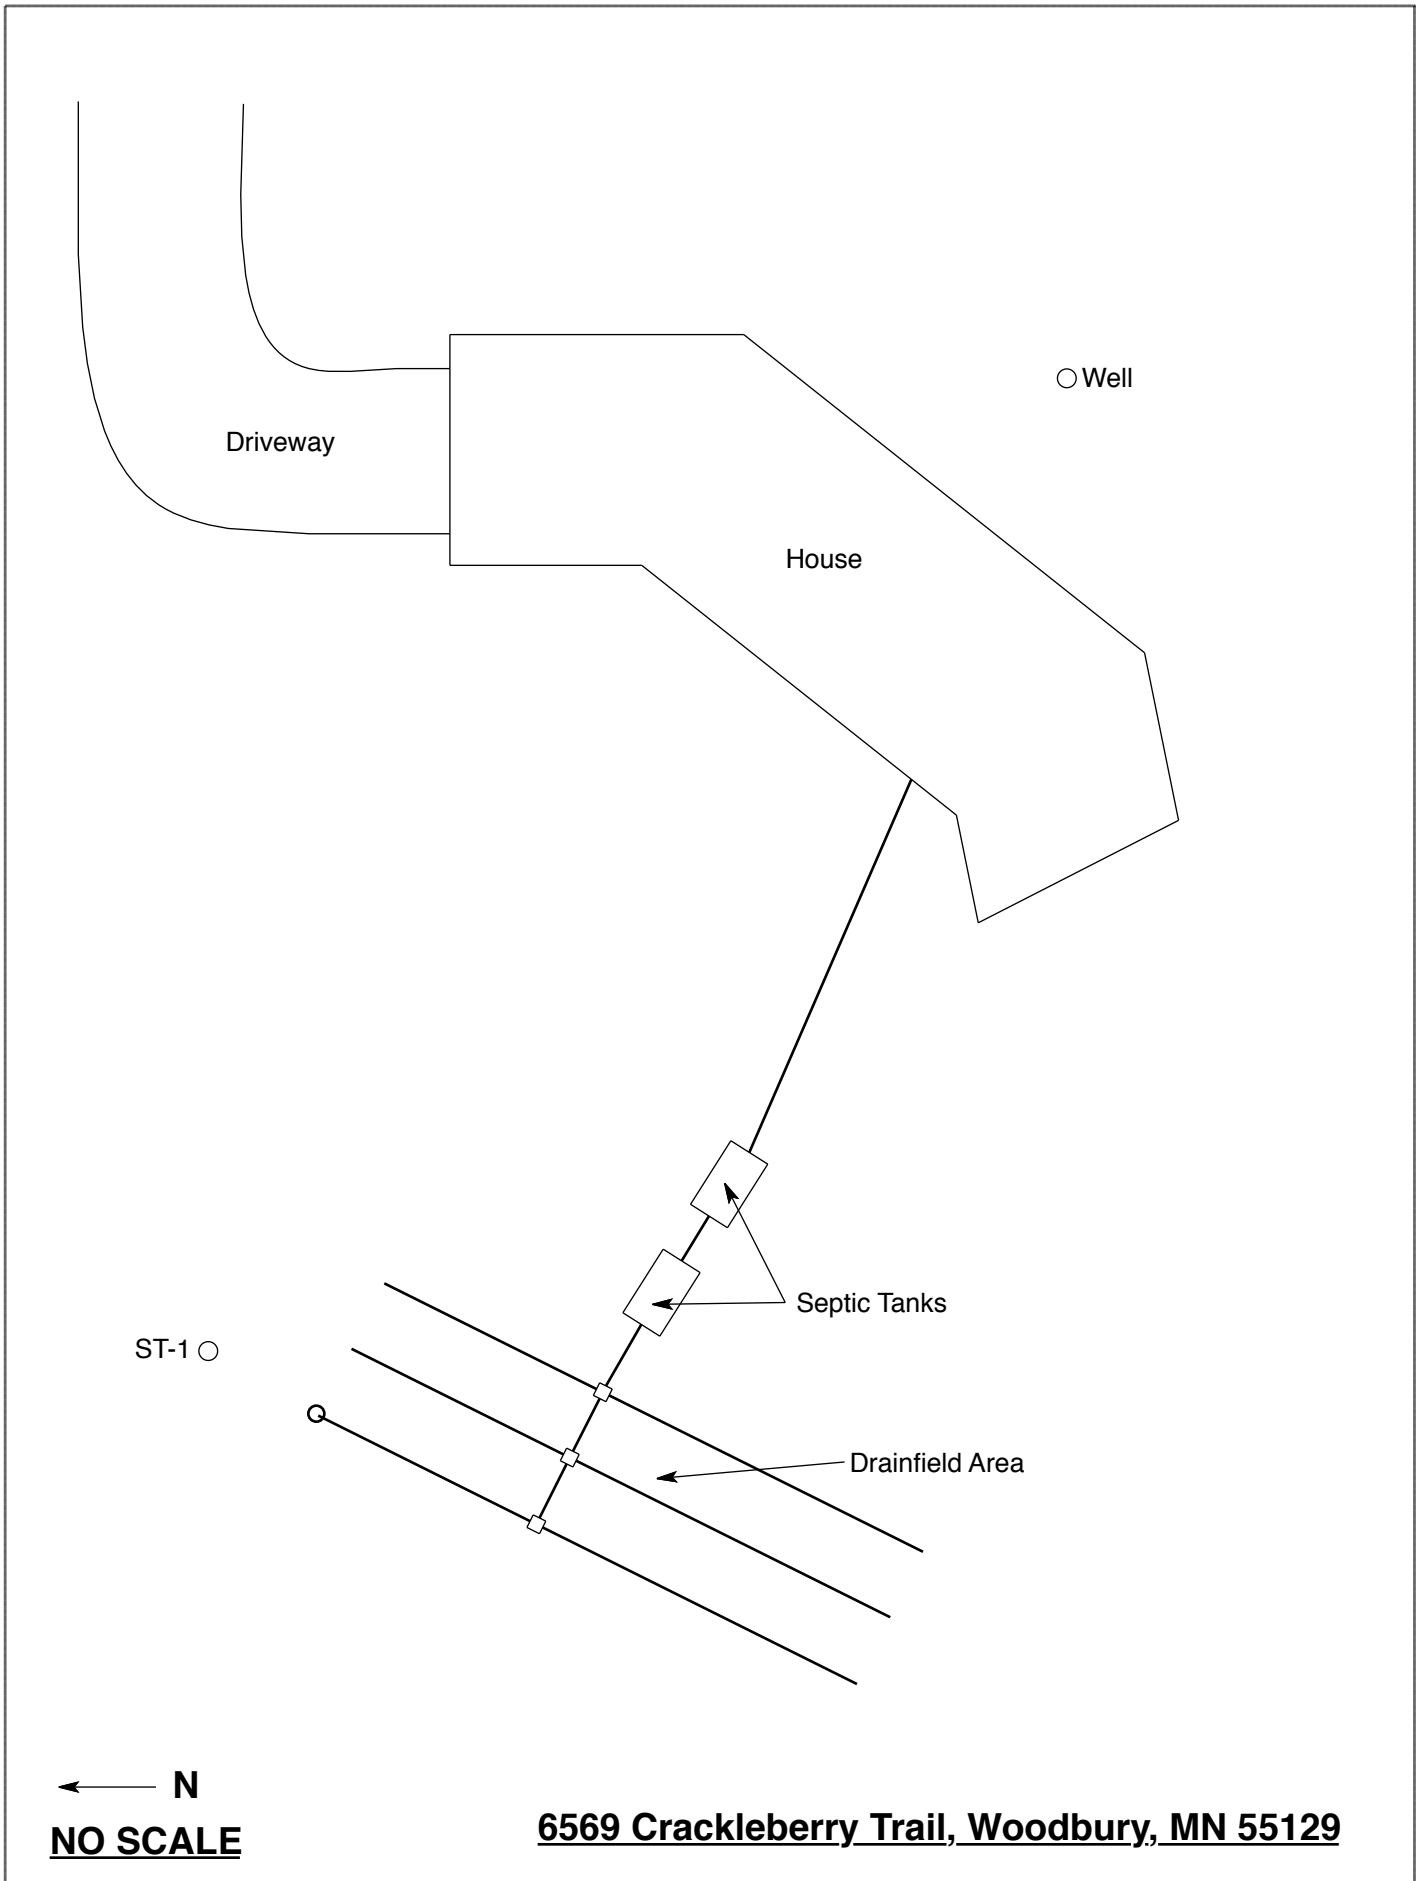 Well
Driveway
House
Septic Tanks
ST-1
Drainfield Area
N
NO SCALE
6569 Crackleberry Trail, Woodbury, MN 55129